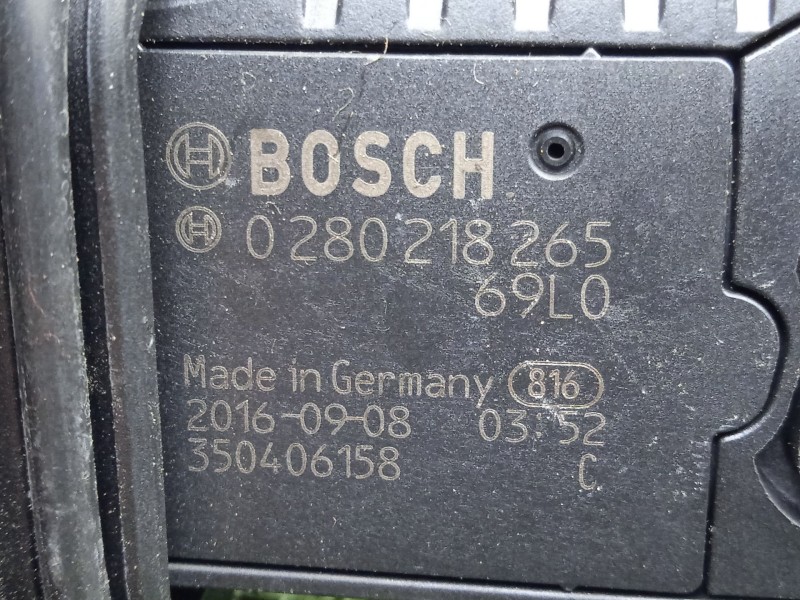 BOSCH
0 280 218 265
69L0
Made in Germany 816
2016-09-08 03:52
350406158 C